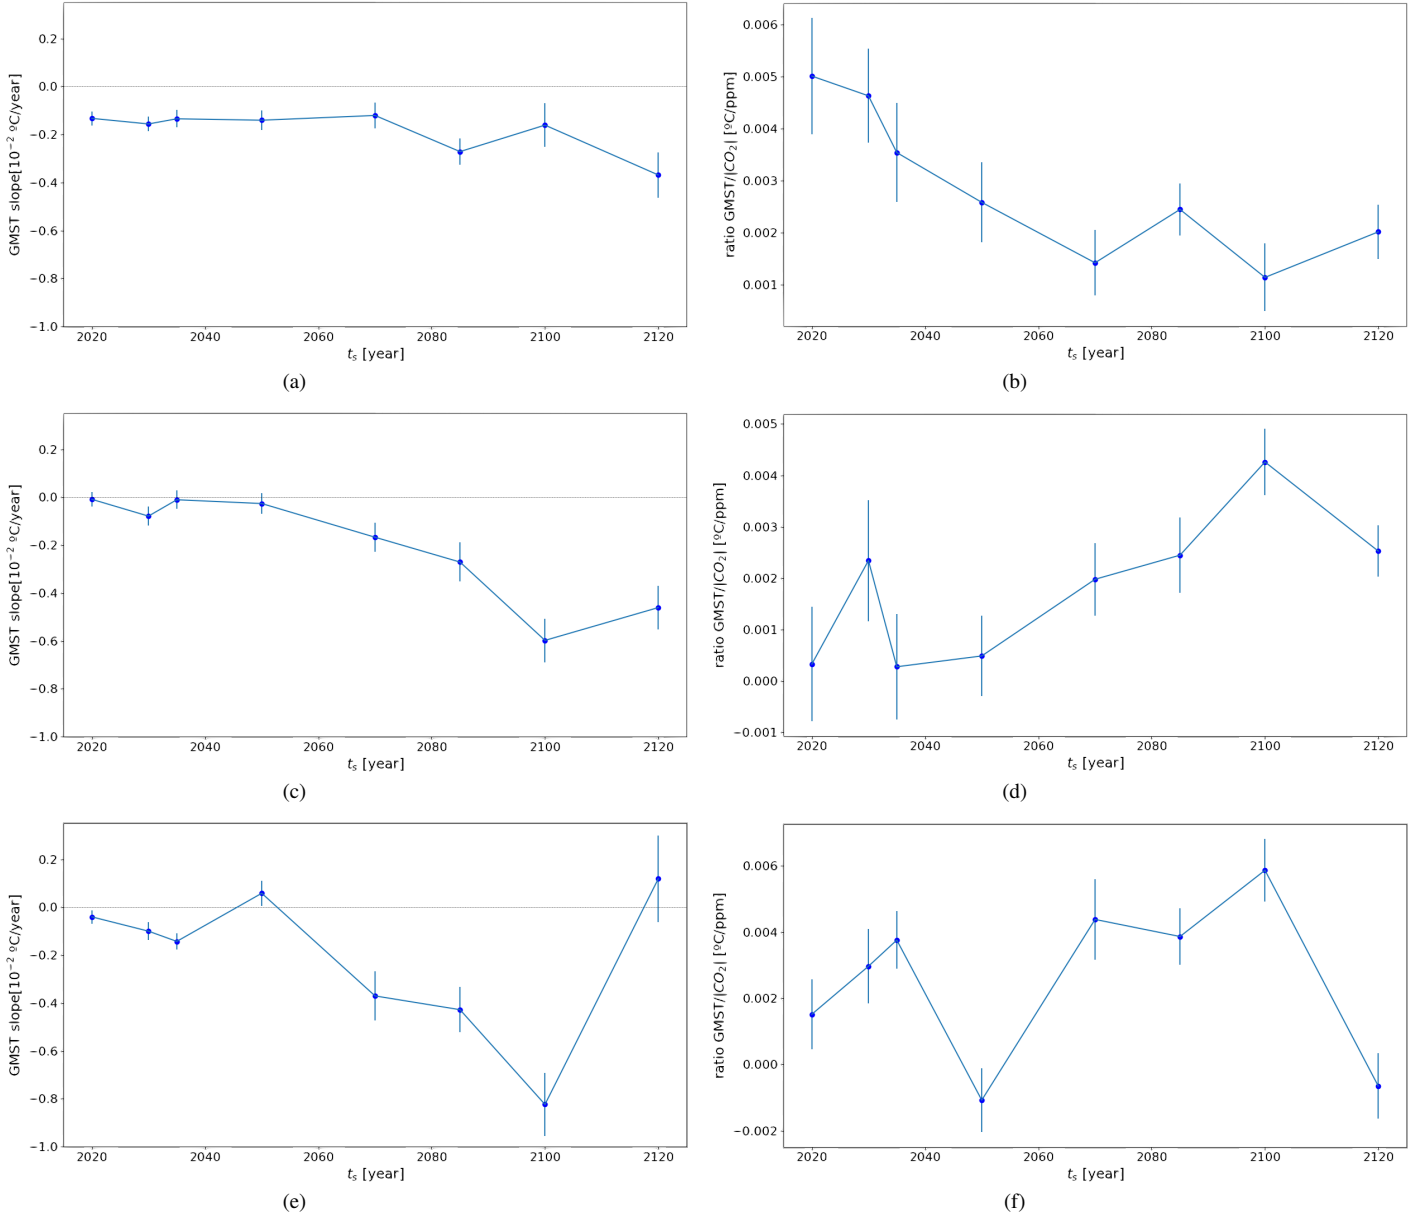 0.2
0.0
−0.2
−0.4
−0.6
−0.8
−1.0
GMST slope[10⁻² ºC/year]
2020 2040 2060 2080 2100 2120
tₛ [year]
(a)
0.006
0.005
0.004
0.003
0.002
0.001
ratio GMST/|CO₂| [ºC/ppm]
2020 2040 2060 2080 2100 2120
tₛ [year]
(b)
0.2
0.0
−0.2
−0.4
−0.6
−0.8
−1.0
GMST slope[10⁻² ºC/year]
2020 2040 2060 2080 2100 2120
tₛ [year]
(c)
0.005
0.004
0.003
0.002
0.001
0.000
−0.001
ratio GMST/|CO₂| [ºC/ppm]
2020 2040 2060 2080 2100 2120
tₛ [year]
(d)
0.2
0.0
−0.2
−0.4
−0.6
−0.8
−1.0
GMST slope[10⁻² ºC/year]
2020 2040 2060 2080 2100 2120
tₛ [year]
(e)
0.006
0.004
0.002
0.000
−0.002
ratio GMST/|CO₂| [ºC/ppm]
2020 2040 2060 2080 2100 2120
tₛ [year]
(f)